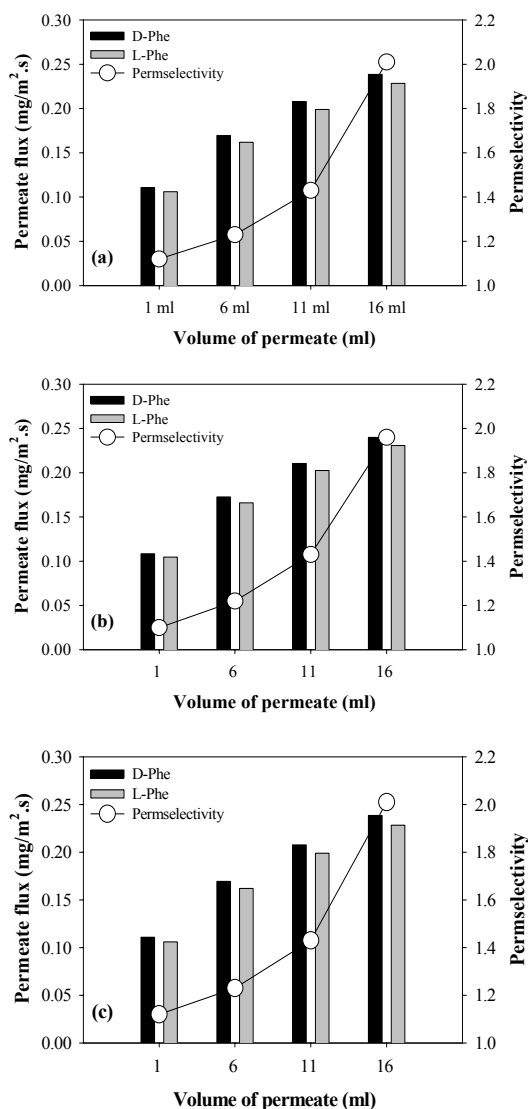 0.30
0.25
0.20
0.15
0.10
0.05
0.00
Permeate flux (mg/m².s)
D-Phe
L-Phe
Permselectivity
(a)
2.2
2.0
1.8
1.6
1.4
1.2
1.0
Permselectivity
1 ml 6 ml 11 ml 16 ml
Volume of permeate (ml)
0.30
0.25
0.20
0.15
0.10
0.05
0.00
Permeate flux (mg/m².s)
D-Phe
L-Phe
Permselectivity
(b)
2.2
2.0
1.8
1.6
1.4
1.2
1.0
Permselectivity
1 6 11 16
Volume of permeate (ml)
0.30
0.25
0.20
0.15
0.10
0.05
0.00
Permeate flux (mg/m².s)
D-Phe
L-Phe
Permselectivity
(c)
2.2
2.0
1.8
1.6
1.4
1.2
1.0
Permselectivity
1 6 11 16
Volume of permeate (ml)